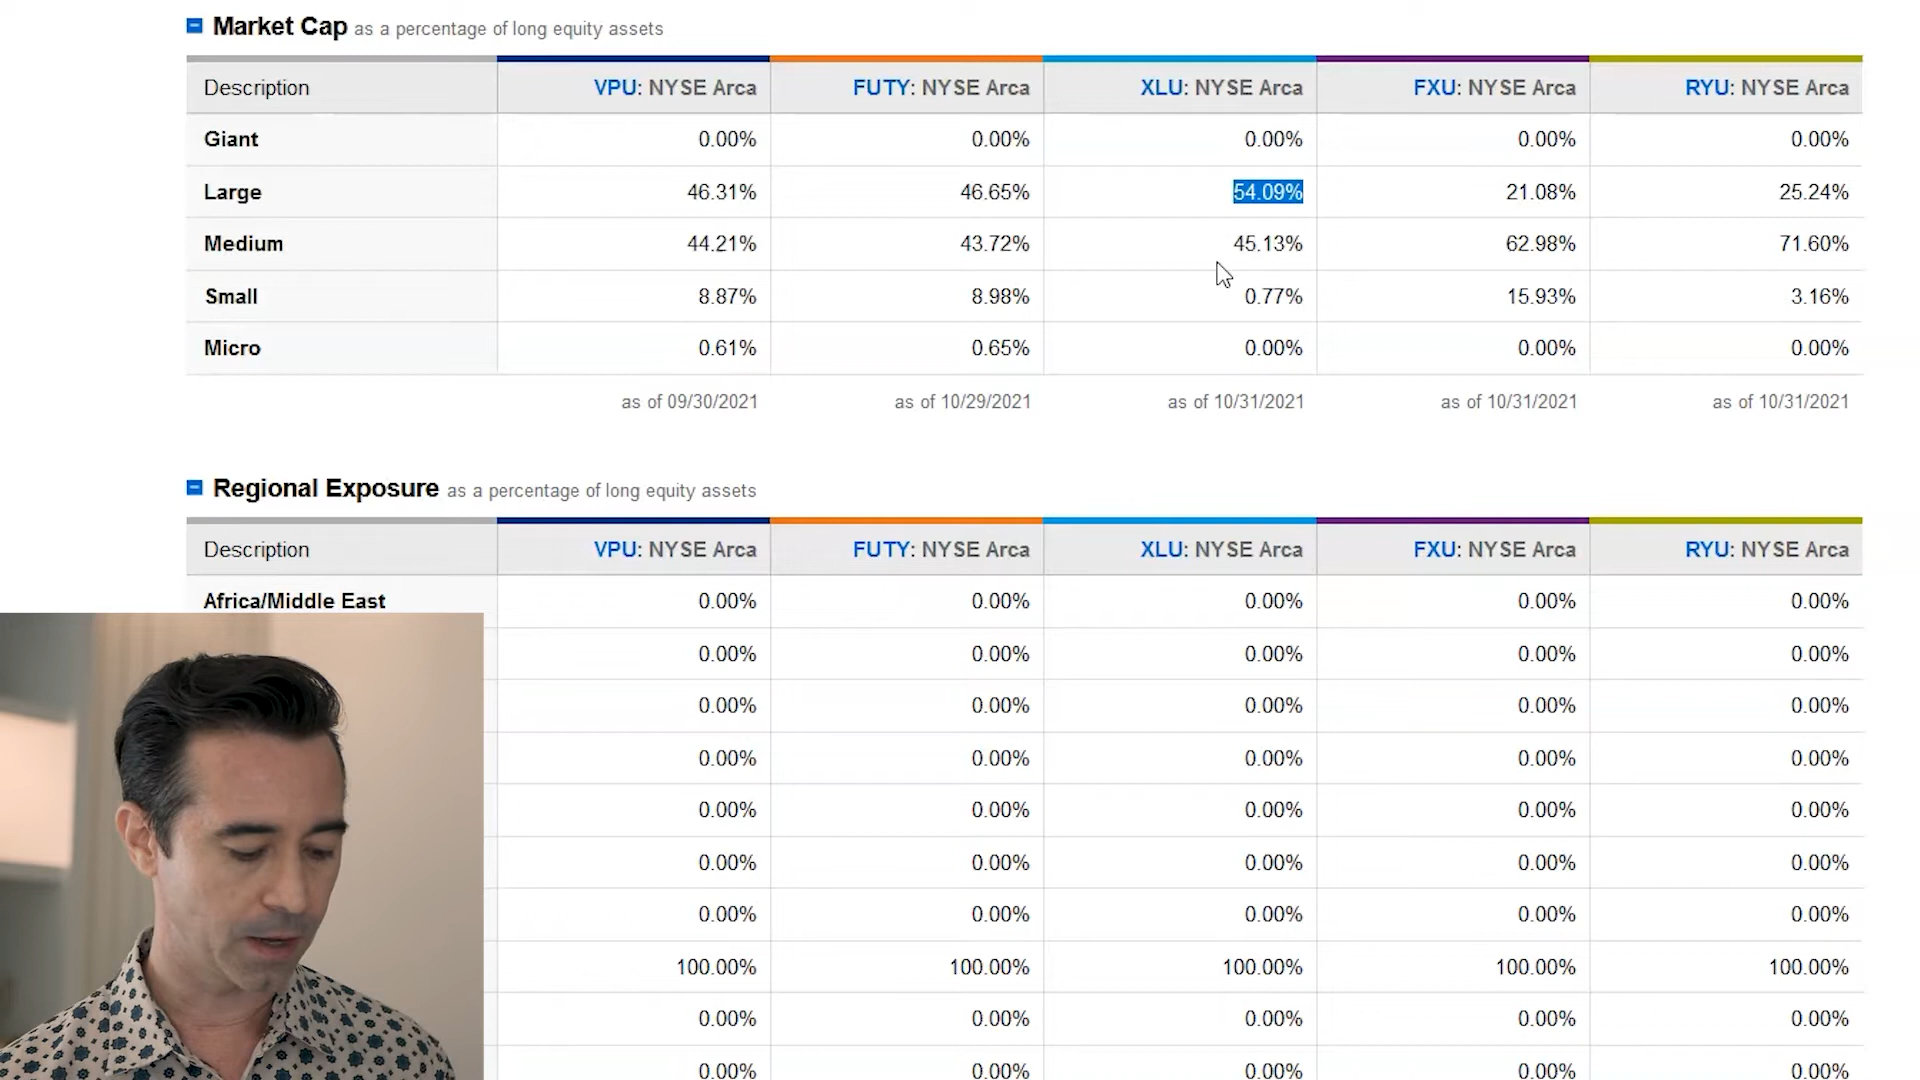 Market Cap as a percentage of long equity assets
Description VPU: NYSE Arca FUTY: NYSE Arca XLU: NYSE Arca FXU: NYSE Arca RYU: NYSE Arca
Giant 0.00% 0.00% 0.00% 0.00% 0.00%
Large 46.31% 46.65% 54.09% 21.08% 25.24%
Medium 44.21% 43.72% 45.13% 62.98% 71.60%
Small 8.87% 8.98% 0.77% 15.93% 3.16%
Micro 0.61% 0.65% 0.00% 0.00% 0.00%
as of 09/30/2021 as of 10/29/2021 as of 10/31/2021 as of 10/31/2021 as of 10/31/2021
Regional Exposure as a percentage of long equity assets
Description VPU: NYSE Arca FUTY: NYSE Arca XLU: NYSE Arca FXU: NYSE Arca RYU: NYSE Arca
Africa/Middle East 0.00% 0.00% 0.00% 0.00% 0.00%
0.00% 0.00% 0.00% 0.00% 0.00%
0.00% 0.00% 0.00% 0.00% 0.00%
0.00% 0.00% 0.00% 0.00% 0.00%
0.00% 0.00% 0.00% 0.00% 0.00%
0.00% 0.00% 0.00% 0.00% 0.00%
0.00% 0.00% 0.00% 0.00% 0.00%
100.00% 100.00% 100.00% 100.00% 100.00%
0.00% 0.00% 0.00% 0.00% 0.00%
0.00% 0.00% 0.00% 0.00% 0.00%